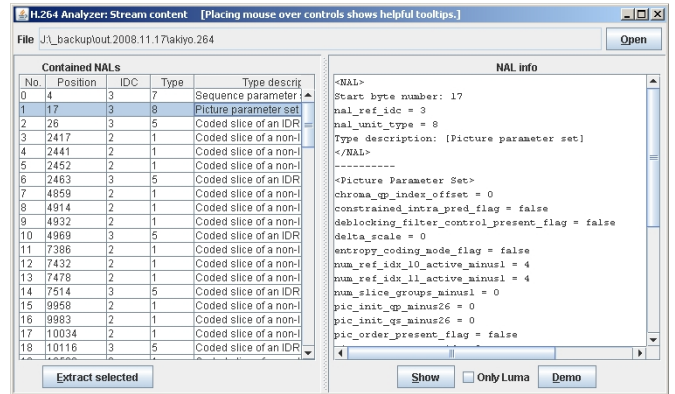 H.264 Analyzer: Stream content [Placing mouse over controls shows helpful tooltips.]
File J:\_backup\out.2008.11.17\akiyo.264 Open
Contained NALs
No. Position IDC Type Type descrip
0 4 3 7 Sequence parameter s
1 17 3 8 Picture parameter set
2 26 3 5 Coded slice of an IDR
3 2417 2 1 Coded slice of a non-I
4 2441 2 1 Coded slice of a non-I
5 2452 2 1 Coded slice of a non-I
6 2463 3 5 Coded slice of an IDR
7 4859 2 1 Coded slice of a non-I
8 4914 2 1 Coded slice of a non-I
9 4932 2 1 Coded slice of a non-I
10 4969 3 5 Coded slice of an IDR
11 7386 2 1 Coded slice of a non-I
12 7432 2 1 Coded slice of a non-I
13 7478 2 1 Coded slice of a non-I
14 7514 3 5 Coded slice of an IDR
15 9958 2 1 Coded slice of a non-I
16 9983 2 1 Coded slice of a non-I
17 10034 2 1 Coded slice of a non-I
18 10116 3 5 Coded slice of an IDR
Extract selected
NAL info
<NAL>
Start byte number: 17
nal_ref_idc = 3
nal_unit_type = 8
Type description: [Picture parameter set]
</NAL>
----------
<Picture Parameter Set>
chroma_qp_index_offset = 0
constrained_intra_pred_flag = false
deblocking_filter_control_present_flag = false
delta_scale = 0
entropy_coding_mode_flag = false
num_ref_idx_l0_active_minus1 = 4
num_ref_idx_l1_active_minus1 = 4
num_slice_groups_minus1 = 0
pic_init_qp_minus26 = 0
pic_init_qs_minus26 = 0
pic_order_present_flag = false
Show Only Luma Demo